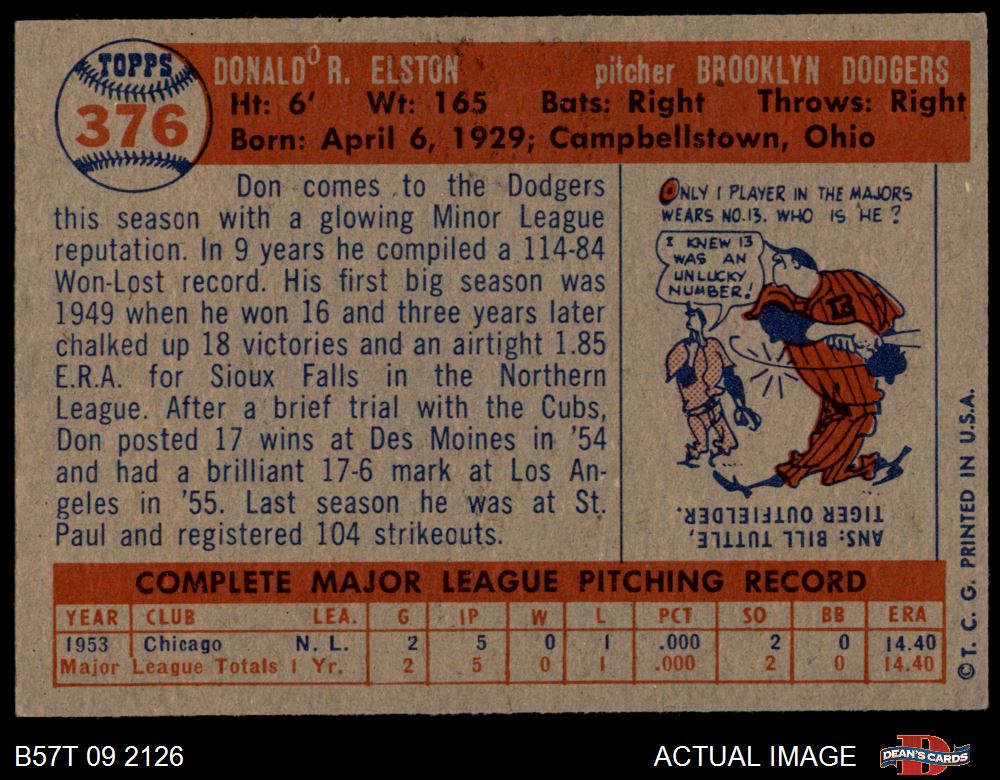 TOPPS
376
DONALD R. ELSTON pitcher BROOKLYN DODGERS
Ht: 6' Wt: 165 Bats: Right Throws: Right
Born: April 6, 1929; Campbellstown, Ohio
Don comes to the Dodgers
this season with a glowing Minor League
reputation. In 9 years he compiled a 114-84
Won-Lost record. His first big season was
1949 when he won 16 and three years later
chalked up 18 victories and an airtight 1.85
E.R.A. for Sioux Falls in the Northern
League. After a brief trial with the Cubs,
Don posted 17 wins at Des Moines in '54
and had a brilliant 17-6 mark at Los An-
geles in '55. Last season he was at St.
Paul and registered 104 strikeouts.
ONLY 1 PLAYER IN THE MAJORS
WEARS NO.13. WHO IS HE?
I KNEW 13
WAS AN
UNLUCKY
NUMBER!
13
ANS: BILL TUTTLE,
TIGER OUTFIELDER.
COMPLETE MAJOR LEAGUE PITCHING RECORD
YEAR CLUB LEA. G IP W L PCT SO BB ERA
1953 Chicago N. L. 2 5 0 1 .000 2 0 14.40
Major League Totals 1 Yr. 2 5 0 1 .000 2 0 14.40
© T. C. G. PRINTED IN U.S.A.
B57T 09 2126 ACTUAL IMAGE
DEAN'S CARDS